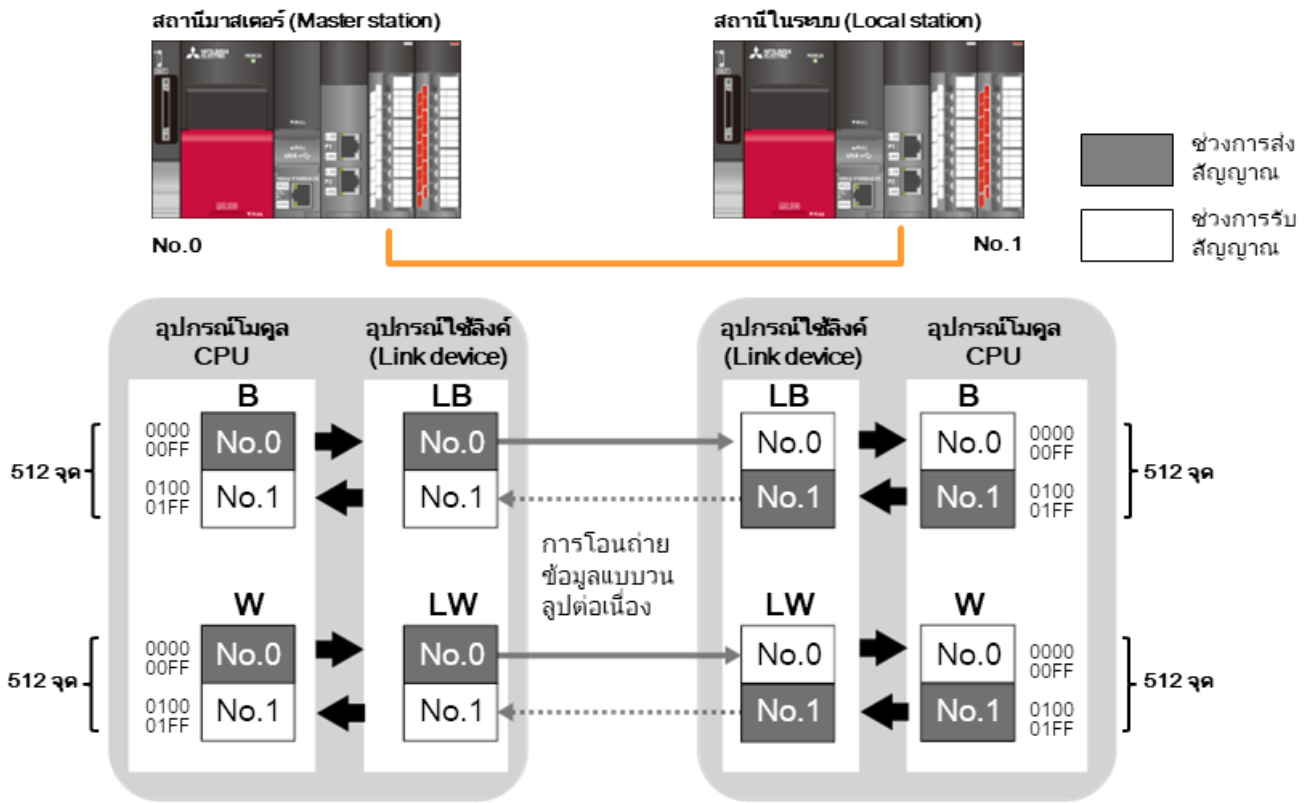 สถานีมาสเตอร์ (Master station)
สถานีในระบบ (Local station)
MITSUBISHI
ELECTRIC
POWER
MITSUBISHI
ELECTRIC
No.0
No.1
ช่วงการส่ง
สัญญาณ
ช่วงการรับ
สัญญาณ
อุปกรณ์โมดูล
CPU
อุปกรณ์ใช้ลิงค์
(Link device)
อุปกรณ์ใช้ลิงค์
(Link device)
อุปกรณ์โมดูล
CPU
B
LB
LB
B
512 จุด
0000
00FF
No.0
No.0
No.0
No.0
0000
00FF
512 จุด
0100
01FF
No.1
No.1
No.1
No.1
0100
01FF
การโอนถ่าย
ข้อมูลแบบวน
ลูปต่อเนื่อง
W
LW
LW
W
512 จุด
0000
00FF
No.0
No.0
No.0
No.0
0000
00FF
512 จุด
0100
01FF
No.1
No.1
No.1
No.1
0100
01FF